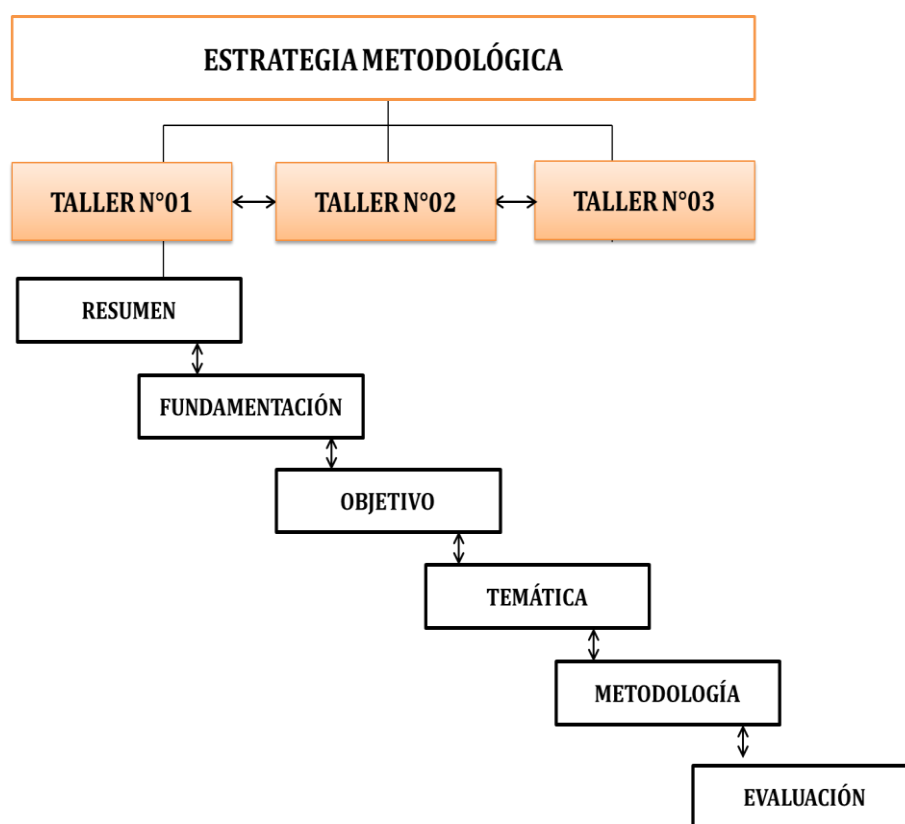 ESTRATEGIA METODOLÓGICA
TALLER N°01
TALLER N°02
TALLER N°03
RESUMEN
FUNDAMENTACIÓN
OBJETIVO
TEMÁTICA
METODOLOGÍA
EVALUACIÓN